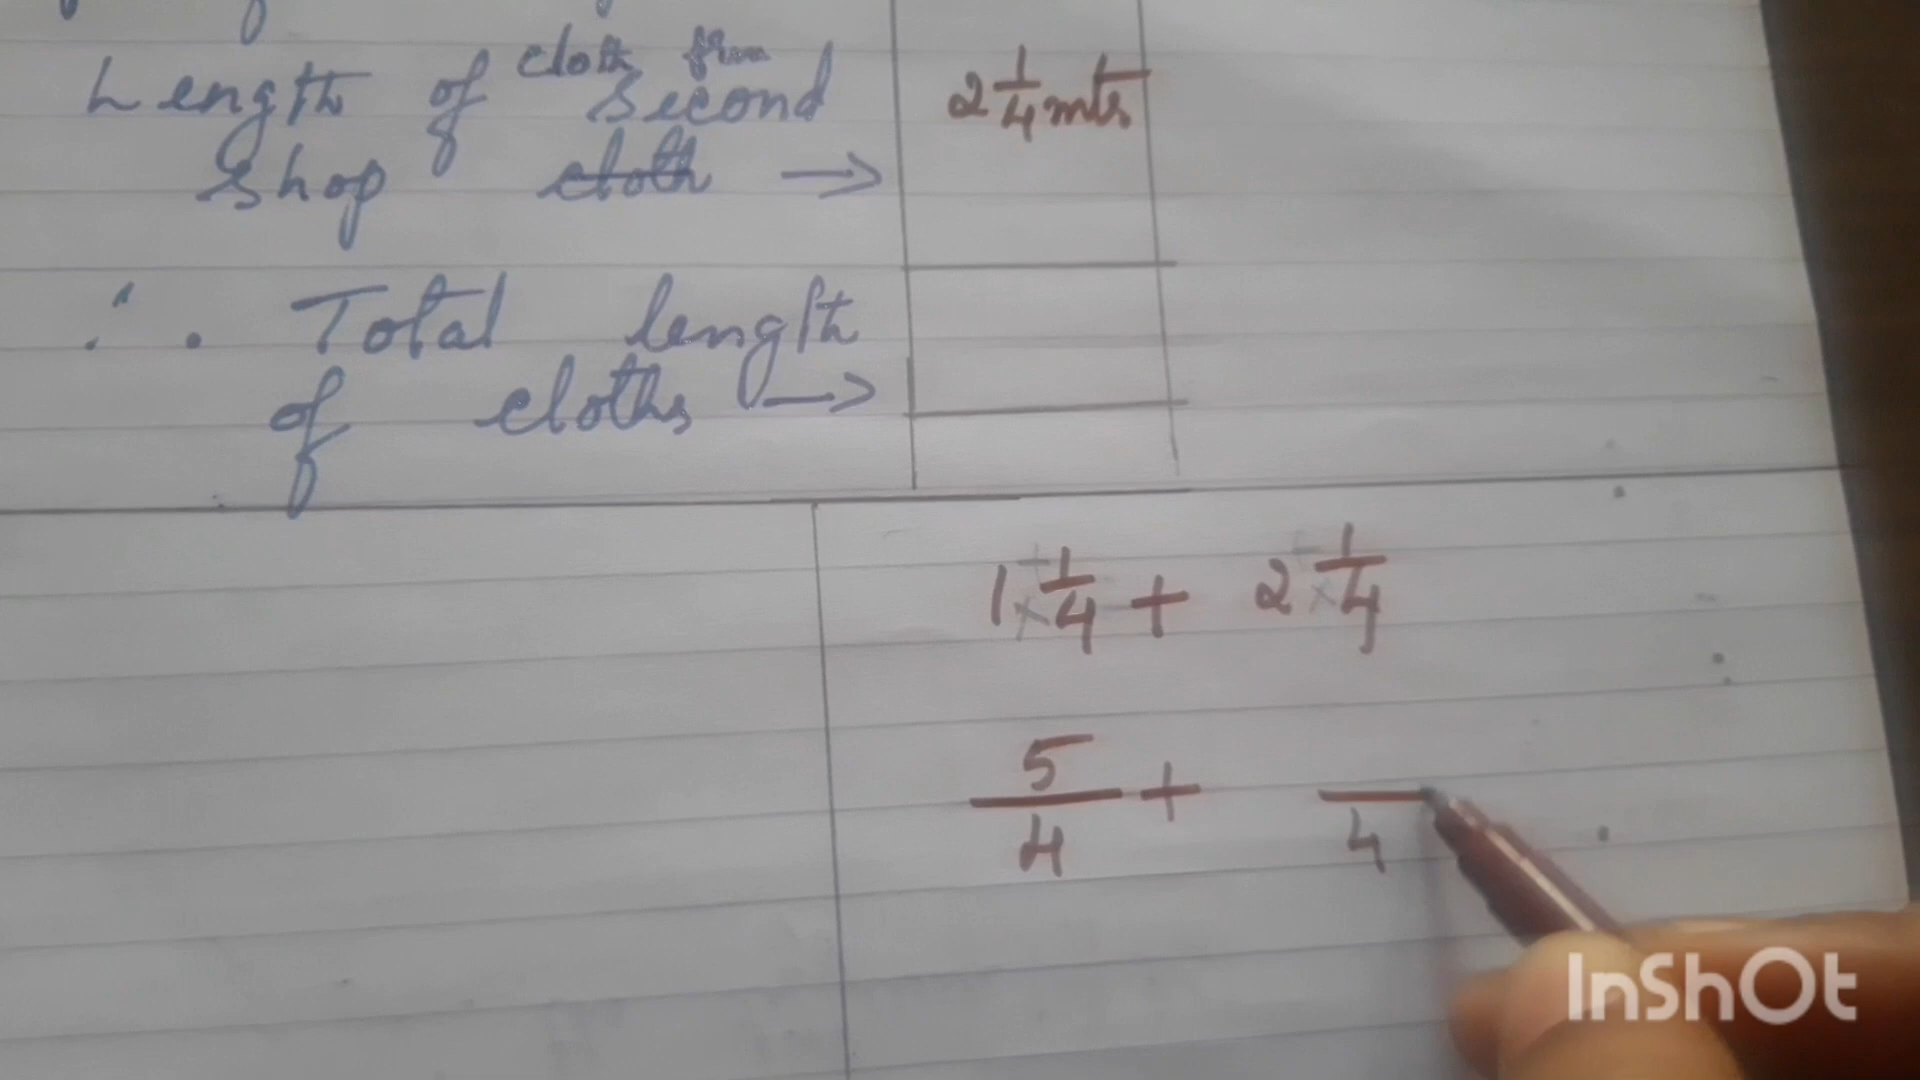 Length of cloth from second 2 1/4 mts
shop cloth →
∴ Total length
of cloths →
1 1/4 + 2 1/4
5/4 + /4
InShOt